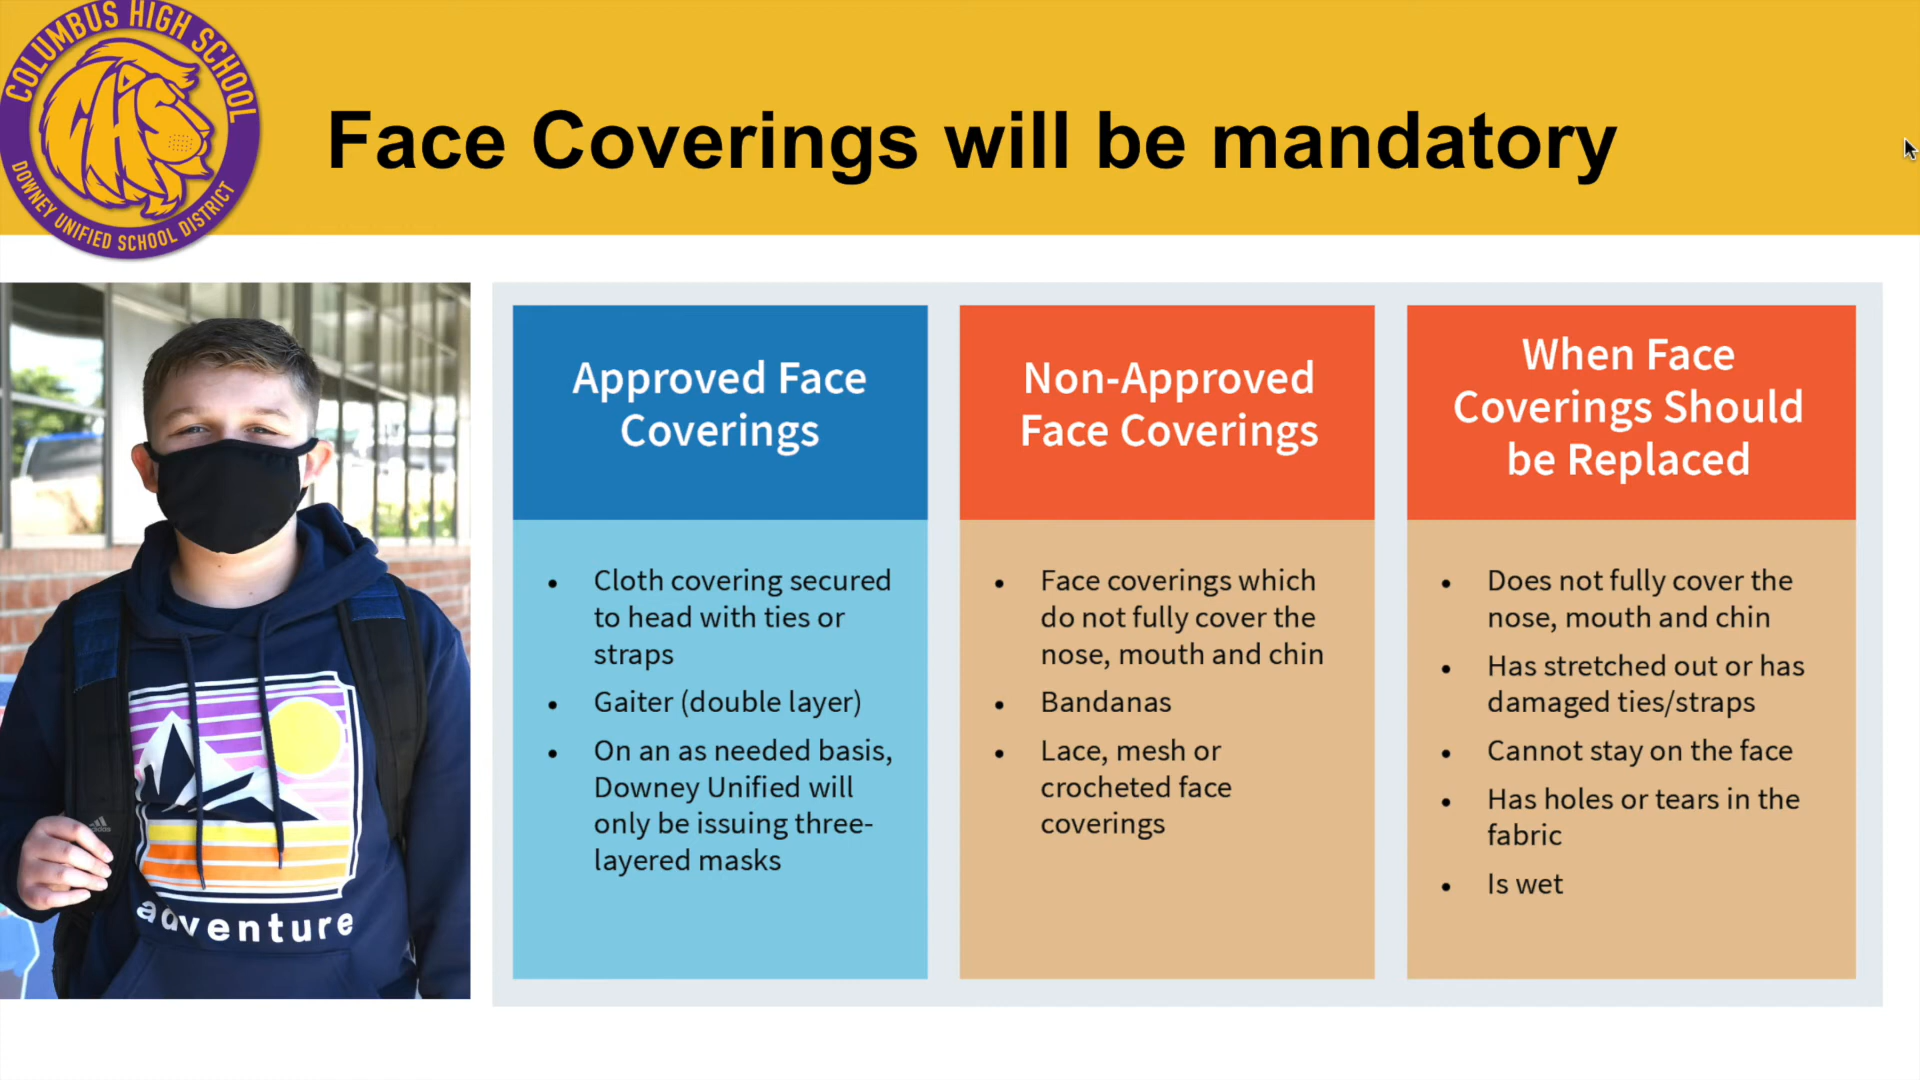 COLUMBUS HIGH SCHOOL
CHS
DOWNEY UNIFIED SCHOOL DISTRICT
Face Coverings will be mandatory
adidas
adventure
Approved Face
Coverings
• Cloth covering secured
to head with ties or
straps
• Gaiter (double layer)
• On an as needed basis,
Downey Unified will
only be issuing three-
layered masks
Non-Approved
Face Coverings
• Face coverings which
do not fully cover the
nose, mouth and chin
• Bandanas
• Lace, mesh or
crocheted face
coverings
When Face
Coverings Should
be Replaced
• Does not fully cover the
nose, mouth and chin
• Has stretched out or has
damaged ties/straps
• Cannot stay on the face
• Has holes or tears in the
fabric
• Is wet